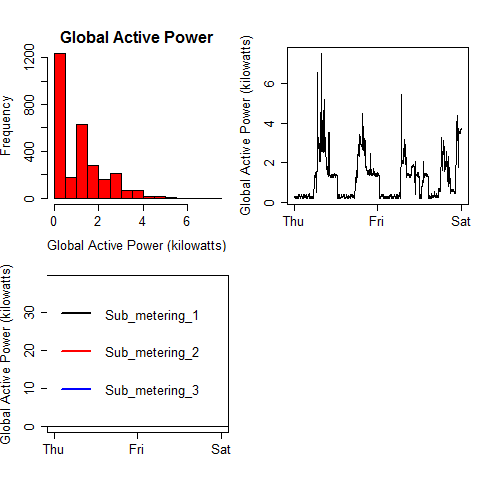 Global Active Power
Frequency
0 400 800 1200
0 2 4 6
Global Active Power (kilowatts)
Global Active Power (kilowatts)
0 2 4 6
Thu Fri Sat
Global Active Power (kilowatts)
0 10 20 30
Sub_metering_1
Sub_metering_2
Sub_metering_3
Thu Fri Sat